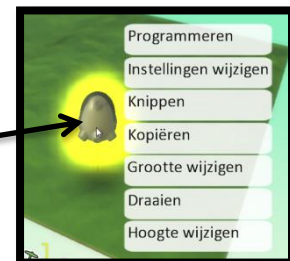 Programmeren
Instellingen wijzigen
Knippen
Kopiëren
Grootte wijzigen
Draaien
Hoogte wijzigen